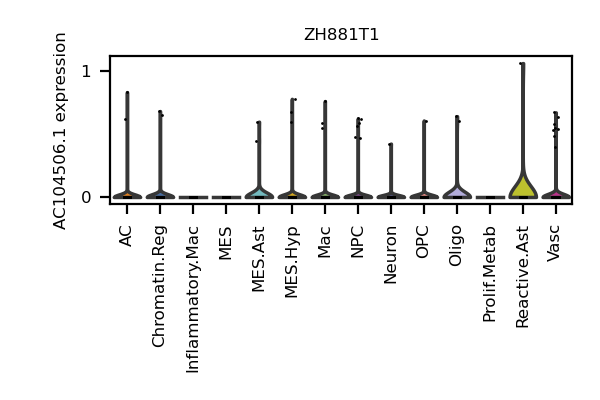 ZH881T1
AC104506.1 expression
1
0
AC
Chromatin.Reg
Inflammatory.Mac
MES
MES.Ast
MES.Hyp
Mac
NPC
Neuron
OPC
Oligo
Prolif.Metab
Reactive.Ast
Vasc